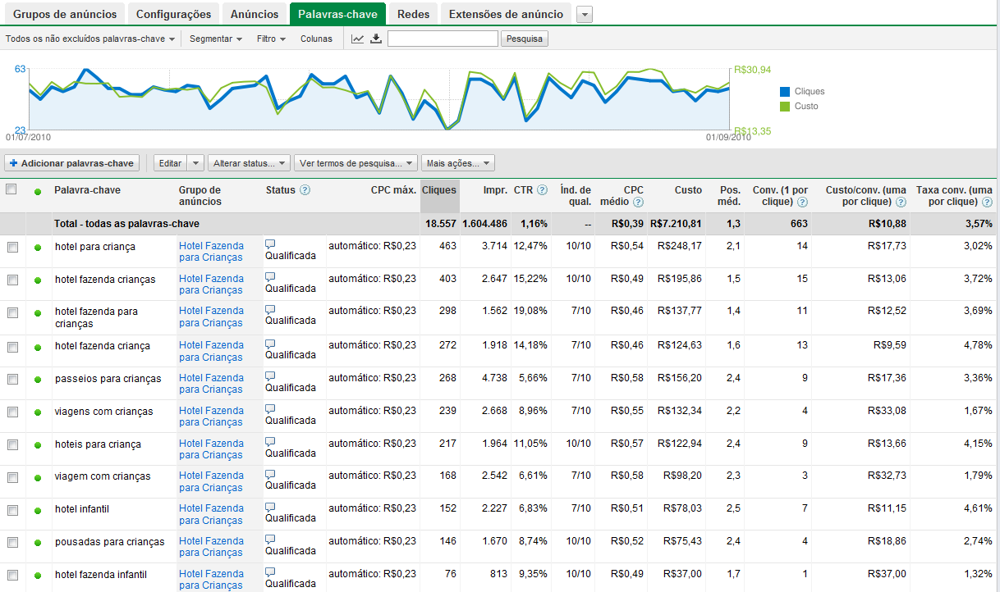 Grupos de anúncios Configurações Anúncios Palavras-chave Redes Extensões de anúncio
Todos os não excluídos palavras-chave Segmentar Filtro Colunas Pesquisa
63 R$30,94
Cliques
Custo
23 R$13,35
01/07/2010 01/09/2010
Adicionar palavras-chave Editar Alterar status... Ver termos de pesquisa... Mais ações...
Palavra-chave Grupo de anúncios Status ? CPC máx. Cliques Impr. CTR ? Índ. de qual. CPC médio ? Custo Pos. méd. Conv. (1 por clique) ? Custo/conv. (uma por clique) ? Taxa conv. (uma por clique) ?
Total - todas as palavras-chave 18.557 1.604.486 1,16% -- R$0,39 R$7.210,81 1,3 663 R$10,88 3,57%
hotel para criança Hotel Fazenda para Crianças Qualificada automático: R$0,23 463 3.714 12,47% 10/10 R$0,54 R$248,17 2,1 14 R$17,73 3,02%
hotel fazenda crianças Hotel Fazenda para Crianças Qualificada automático: R$0,23 403 2.647 15,22% 10/10 R$0,49 R$195,86 1,5 15 R$13,06 3,72%
hotel fazenda para crianças Hotel Fazenda para Crianças Qualificada automático: R$0,23 298 1.562 19,08% 7/10 R$0,46 R$137,77 1,4 11 R$12,52 3,69%
hotel fazenda criança Hotel Fazenda para Crianças Qualificada automático: R$0,23 272 1.918 14,18% 7/10 R$0,46 R$124,63 1,6 13 R$9,59 4,78%
passeios para crianças Hotel Fazenda para Crianças Qualificada automático: R$0,23 268 4.738 5,66% 7/10 R$0,58 R$156,20 2,4 9 R$17,36 3,36%
viagens com crianças Hotel Fazenda para Crianças Qualificada automático: R$0,23 239 2.668 8,96% 7/10 R$0,55 R$132,34 2,2 4 R$33,08 1,67%
hoteis para criança Hotel Fazenda para Crianças Qualificada automático: R$0,23 217 1.964 11,05% 10/10 R$0,57 R$122,94 2,4 9 R$13,66 4,15%
viagem com crianças Hotel Fazenda para Crianças Qualificada automático: R$0,23 168 2.542 6,61% 7/10 R$0,58 R$98,20 2,3 3 R$32,73 1,79%
hotel infantil Hotel Fazenda para Crianças Qualificada automático: R$0,23 152 2.227 6,83% 7/10 R$0,51 R$78,03 2,5 7 R$11,15 4,61%
pousadas para crianças Hotel Fazenda para Crianças Qualificada automático: R$0,23 146 1.670 8,74% 7/10 R$0,52 R$75,43 2,4 4 R$18,86 2,74%
hotel fazenda infantil Hotel Fazenda para Crianças Qualificada automático: R$0,23 76 813 9,35% 10/10 R$0,49 R$37,00 1,7 1 R$37,00 1,32%